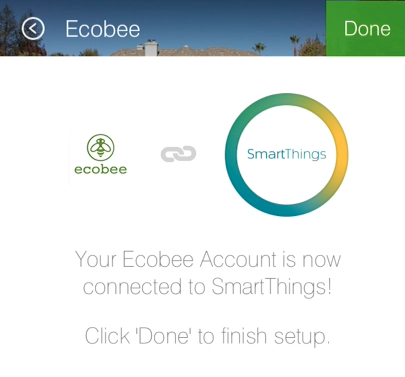 Ecobee
Done
ecobee
SmartThings
Your Ecobee Account is now
connected to SmartThings!
Click 'Done' to finish setup.